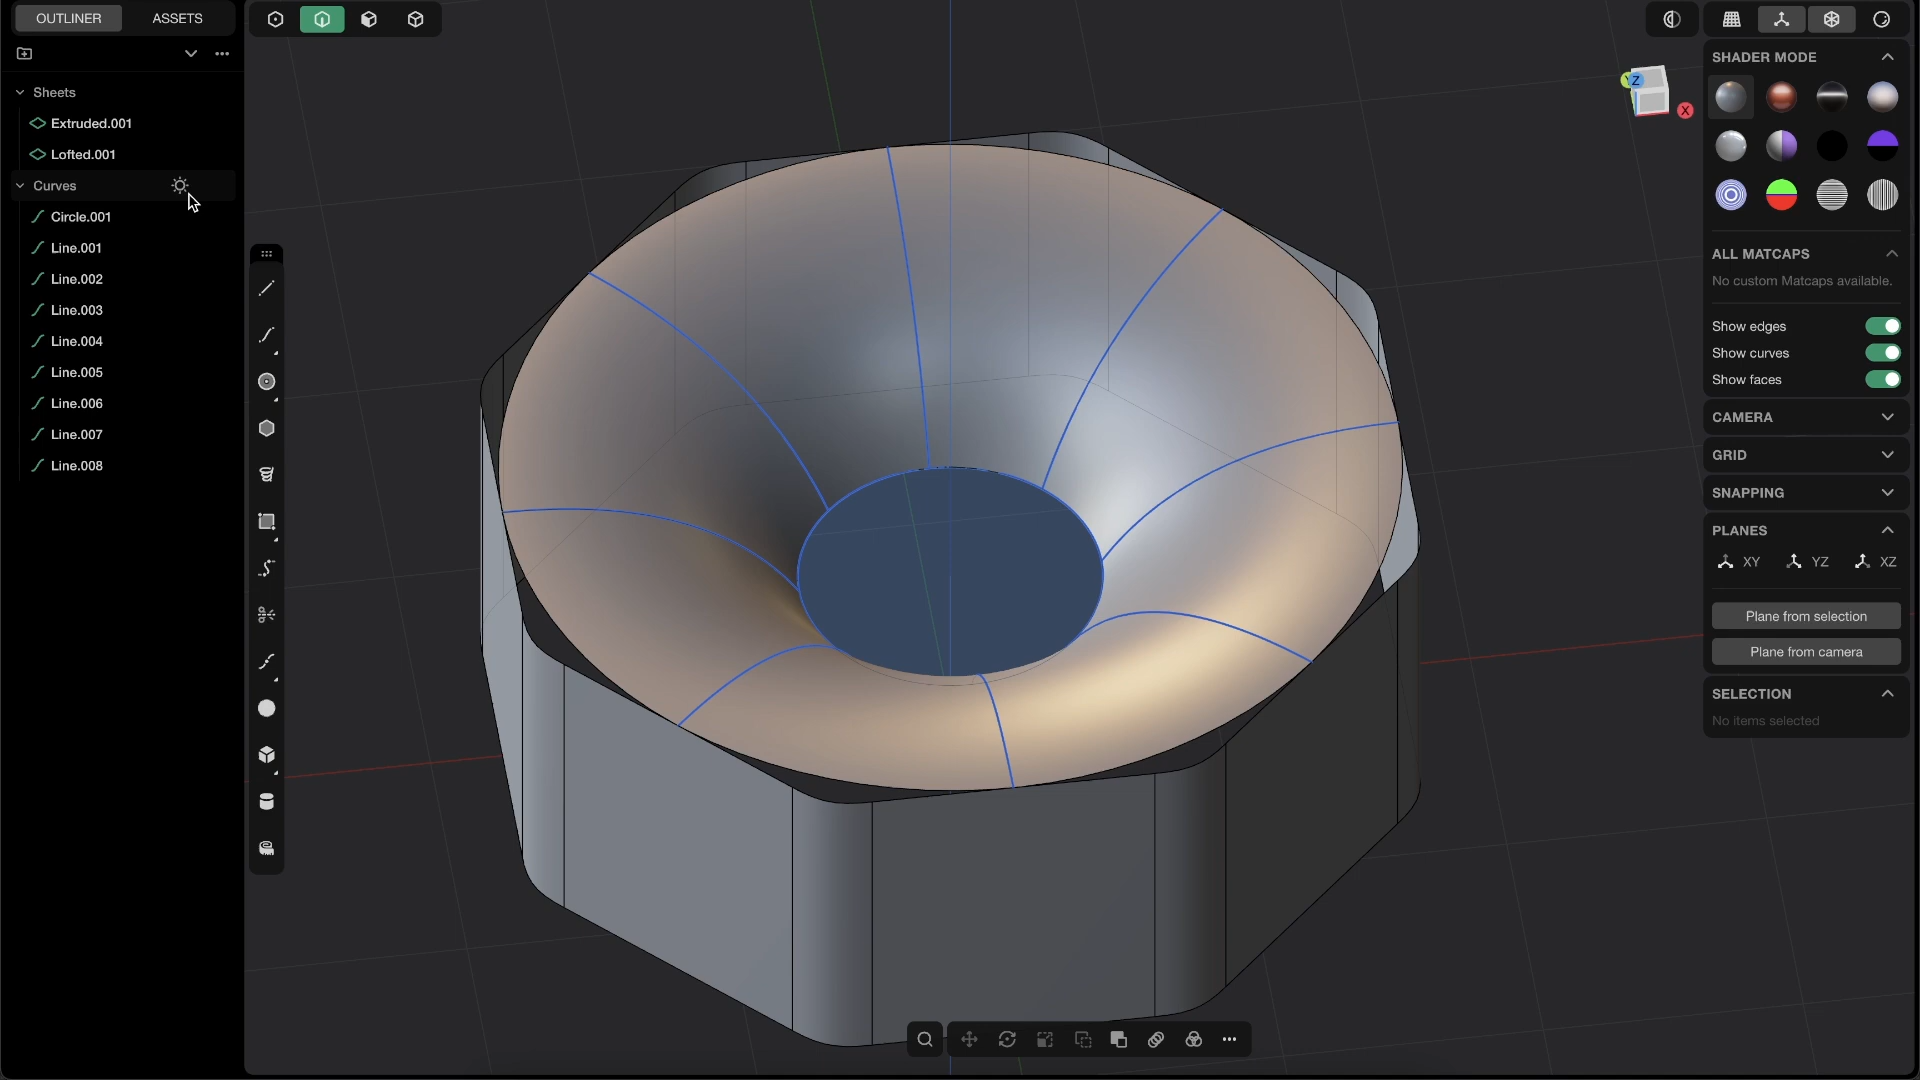 OUTLINER
ASSETS
Sheets
Extruded.001
Lofted.001
Curves
Circle.001
Line.001
Line.002
Line.003
Line.004
Line.005
Line.006
Line.007
Line.008
Z
X
SHADER MODE
ALL MATCAPS
No custom Matcaps available.
Show edges
Show curves
Show faces
CAMERA
GRID
SNAPPING
PLANES
XY YZ XZ
Plane from selection
Plane from camera
SELECTION
No items selected